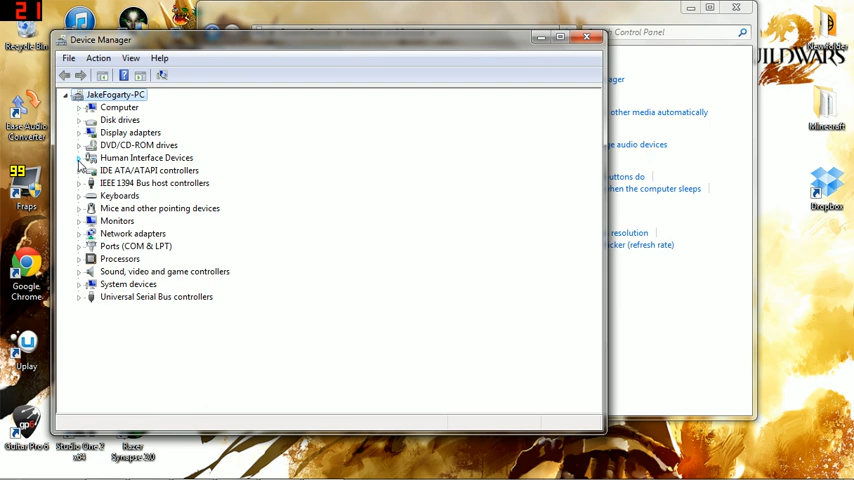 21
Recycle Bin
Device Manager
Control Panel
File Action View Help
JakeFogarty-PC
Computer
Disk drives
Display adapters
DVD/CD-ROM drives
Human Interface Devices
IDE ATA/ATAPI controllers
IEEE 1394 Bus host controllers
Keyboards
Mice and other pointing devices
Monitors
Network adapters
Ports (COM & LPT)
Processors
Sound, video and game controllers
System devices
Universal Serial Bus controllers
ager
other media automatically
age audio devices
uttons do
when the computer sleeps
resolution
icker (refresh rate)
New folder
UILDWARS
Minecraft
Dropbox
Ease Audio
Converter
99
Fraps
Google
Chrome
Uplay
gp6
Guitar Pro 6
Studio One 2
x64
Razer
Synapse 2.0